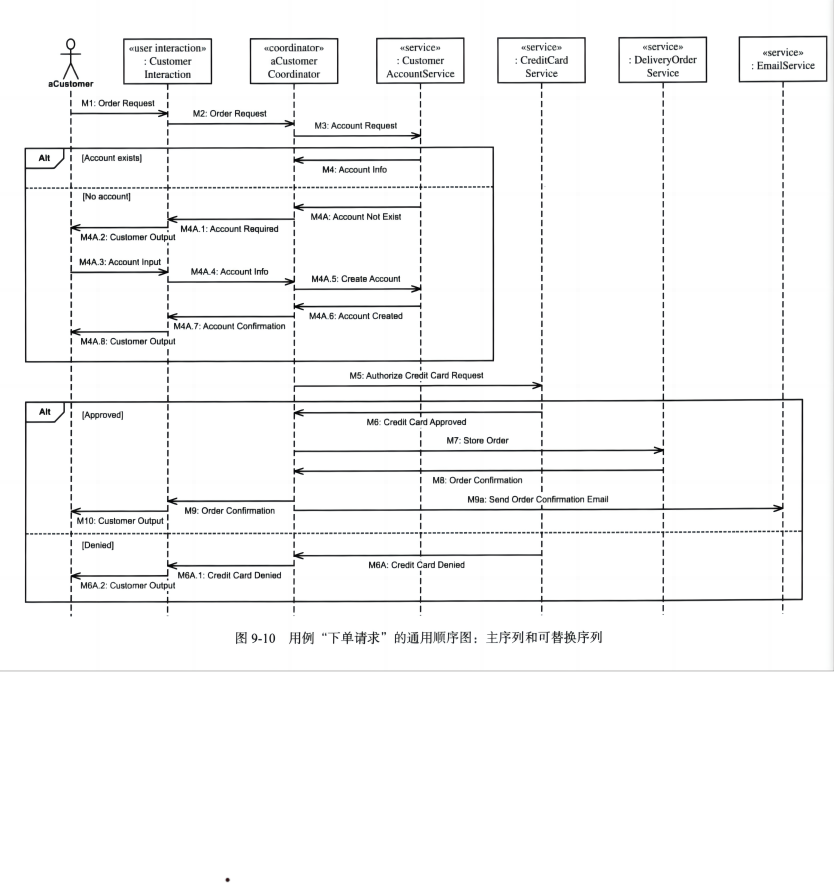 «user interaction»
: Customer
Interaction
«coordinator»
aCustomer
Coordinator
«service»
: Customer
AccountService
«service»
: CreditCard
Service
«service»
: DeliveryOrder
Service
«service»
: EmailService
aCustomer
M1: Order Request
M2: Order Request
M3: Account Request
Alt
[Account exists]
M4: Account Info
[No account]
M4A: Account Not Exist
M4A.1: Account Required
M4A.2: Customer Output
M4A.3: Account Input
M4A.4: Account Info
M4A.5: Create Account
M4A.6: Account Created
M4A.7: Account Confirmation
M4A.8: Customer Output
M5: Authorize Credit Card Request
Alt
[Approved]
M6: Credit Card Approved
M7: Store Order
M8: Order Confirmation
M9: Order Confirmation
M9a: Send Order Confirmation Email
M10: Customer Output
[Denied]
M6A: Credit Card Denied
M6A.1: Credit Card Denied
M6A.2: Customer Output
图 9-10 用例“下单请求”的通用顺序图：主序列和可替换序列